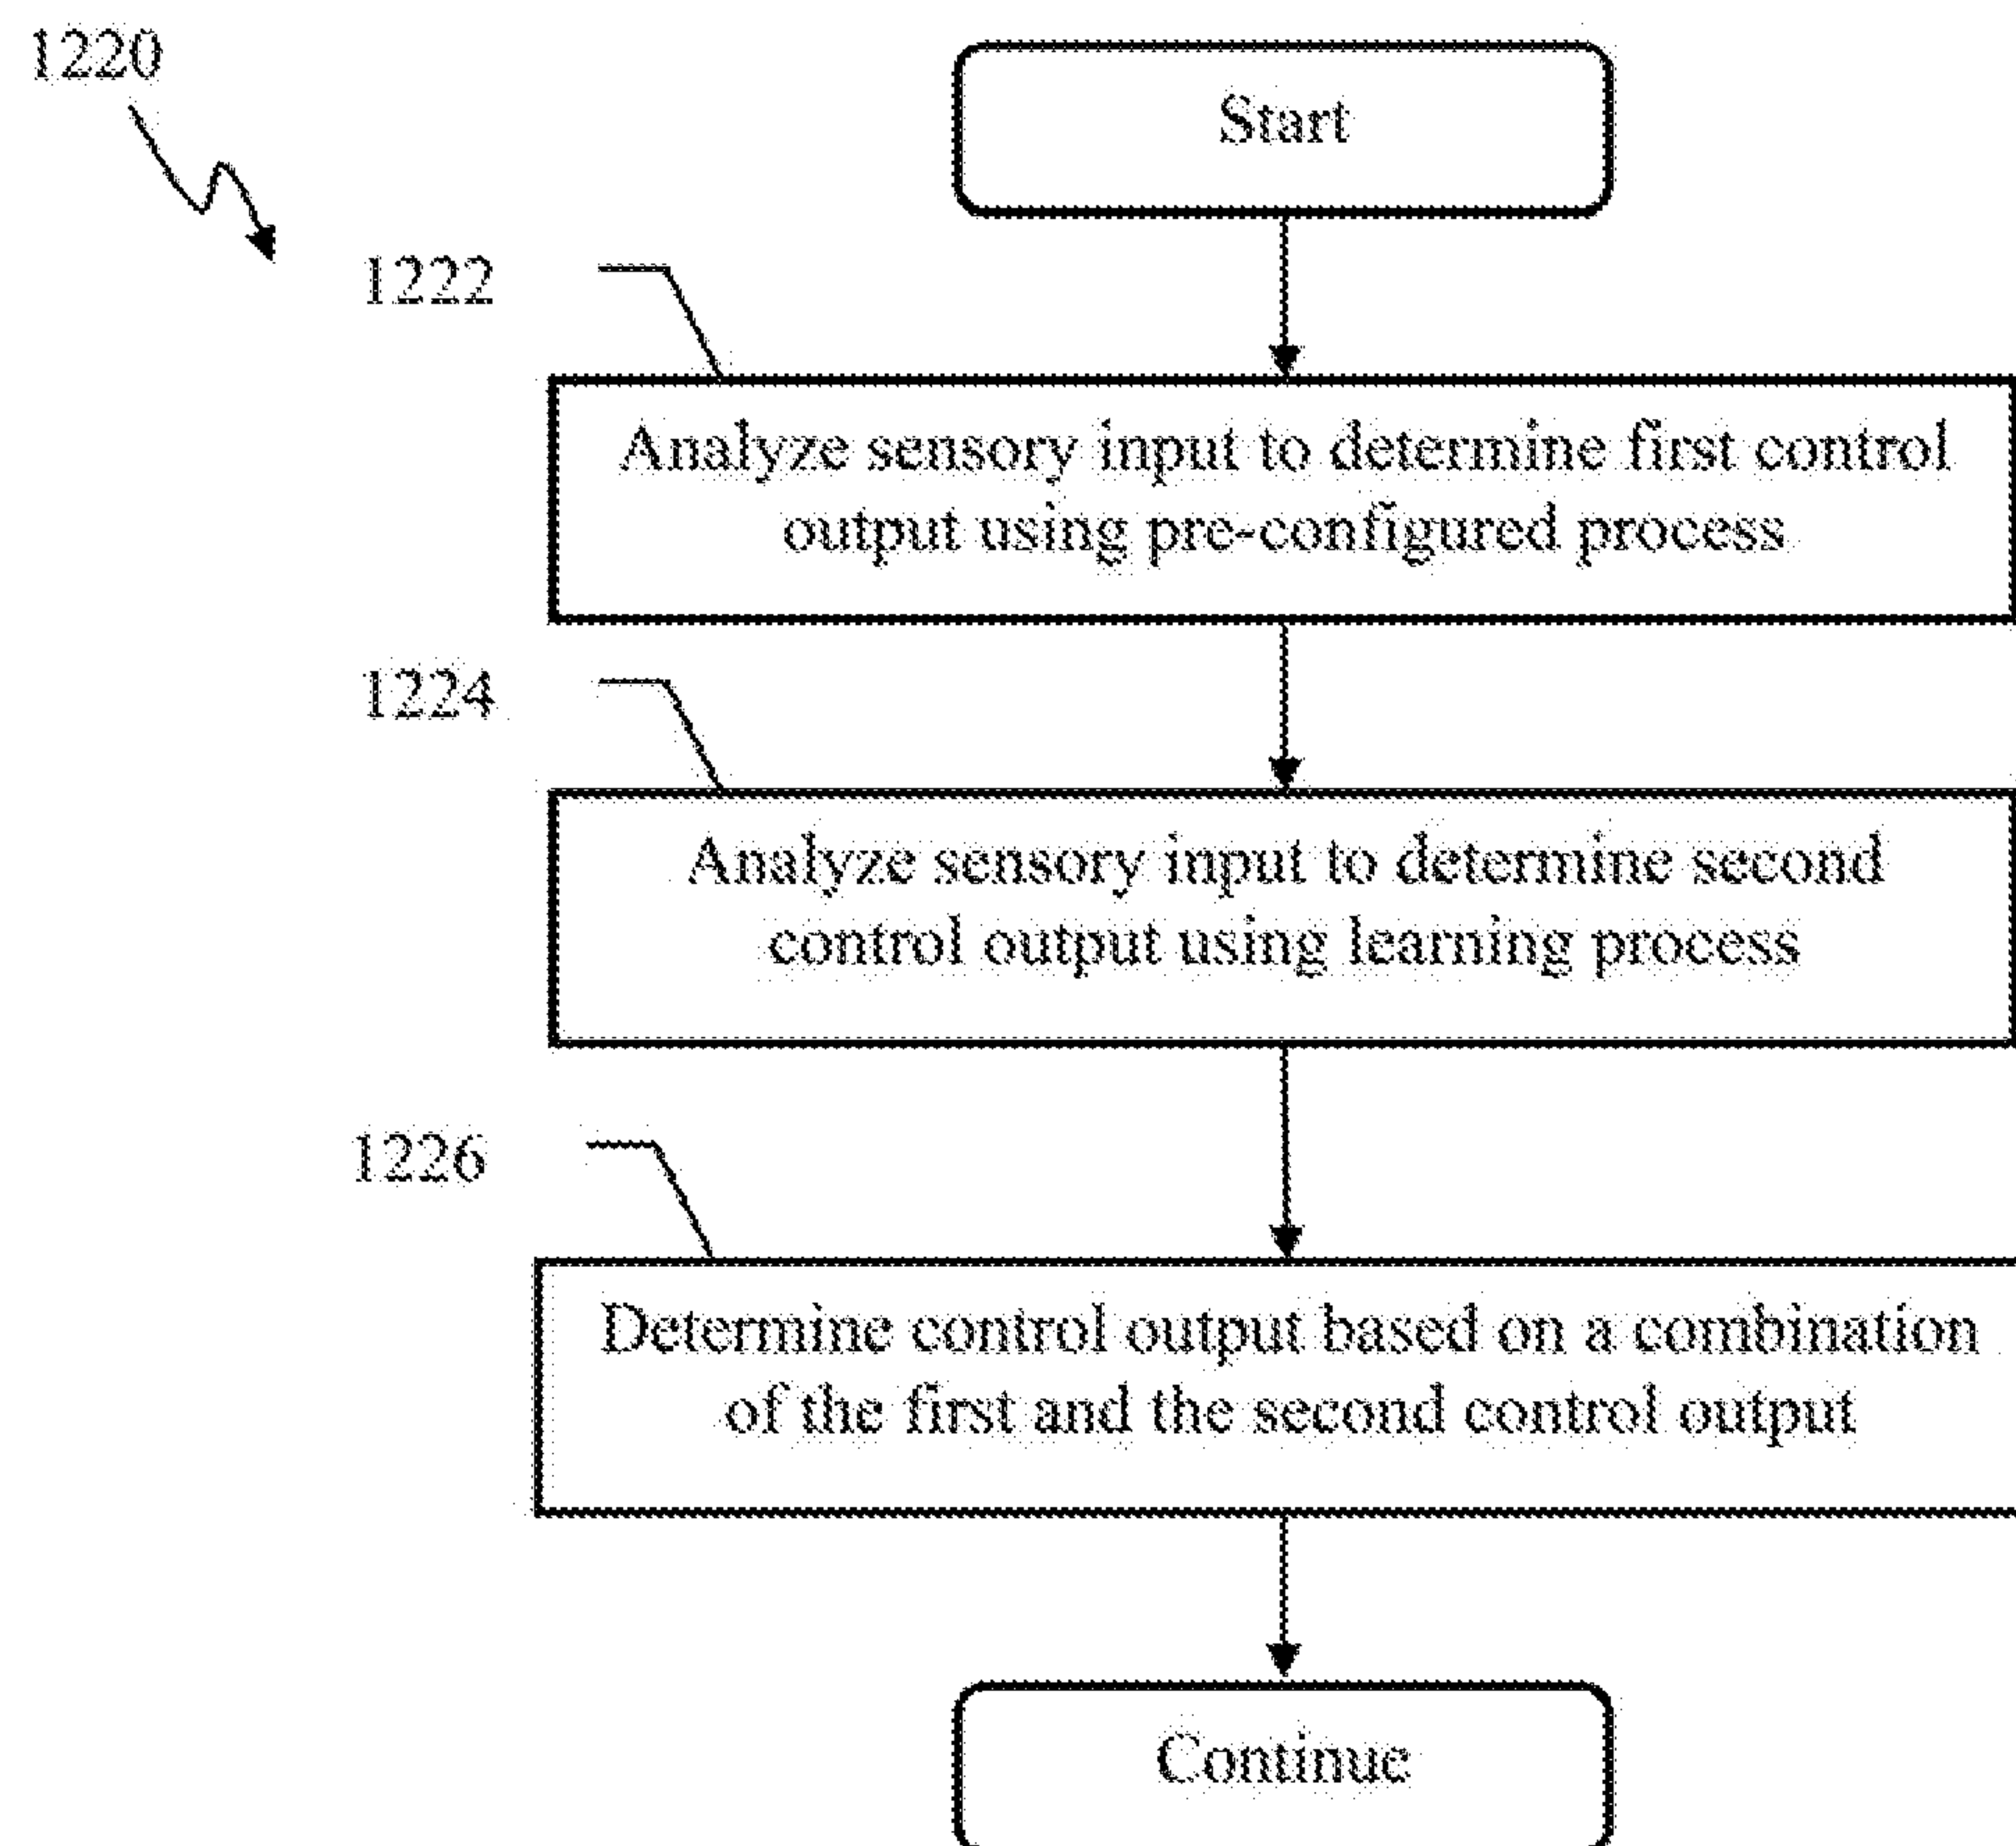 1220
Start
1222
Analyze sensory input to determine first control
output using pre-configured process
1224
Analyze sensory input to determine second
control output using learning process
1226
Determine control output based on a combination
of the first and the second control output
Continue